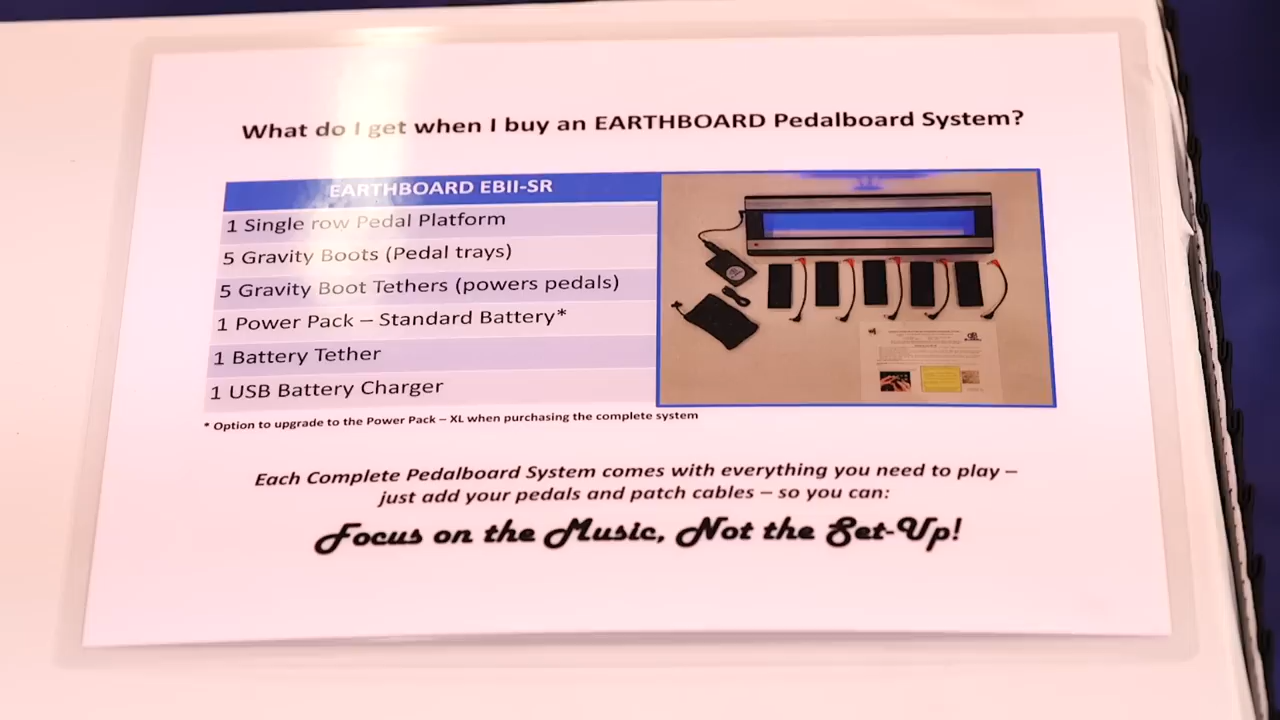 What do I get when I buy an EARTHBOARD Pedalboard System?
EARTHBOARD EBII-SR
1 Single row Pedal Platform
5 Gravity Boots (Pedal trays)
5 Gravity Boot Tethers (powers pedals)
1 Power Pack – Standard Battery*
1 Battery Tether
1 USB Battery Charger
* Option to upgrade to the Power Pack – XL when purchasing the complete system
Each Complete Pedalboard System comes with everything you need to play –
just add your pedals and patch cables – so you can:
Focus on the Music, Not the Set-Up!